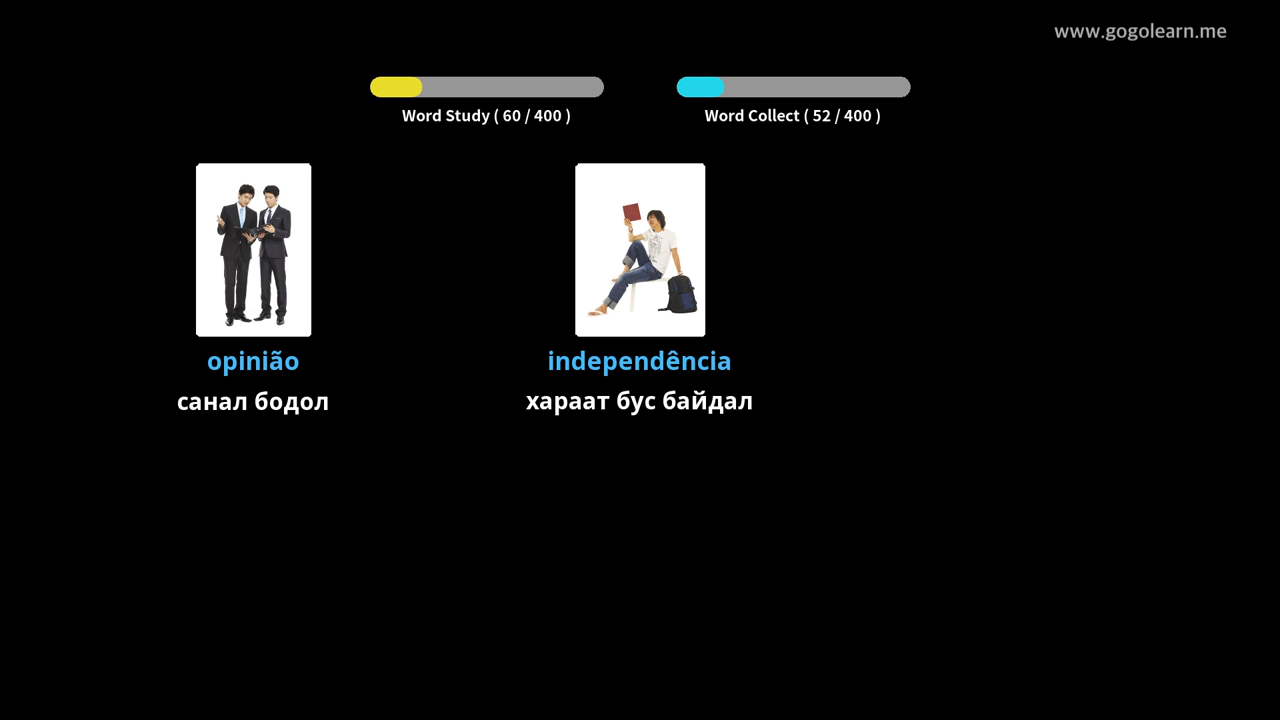 www.gogolearn.me
Word Study ( 60 / 400 )
Word Collect ( 52 / 400 )
opinião
санал бодол
independência
хараат бус байдал